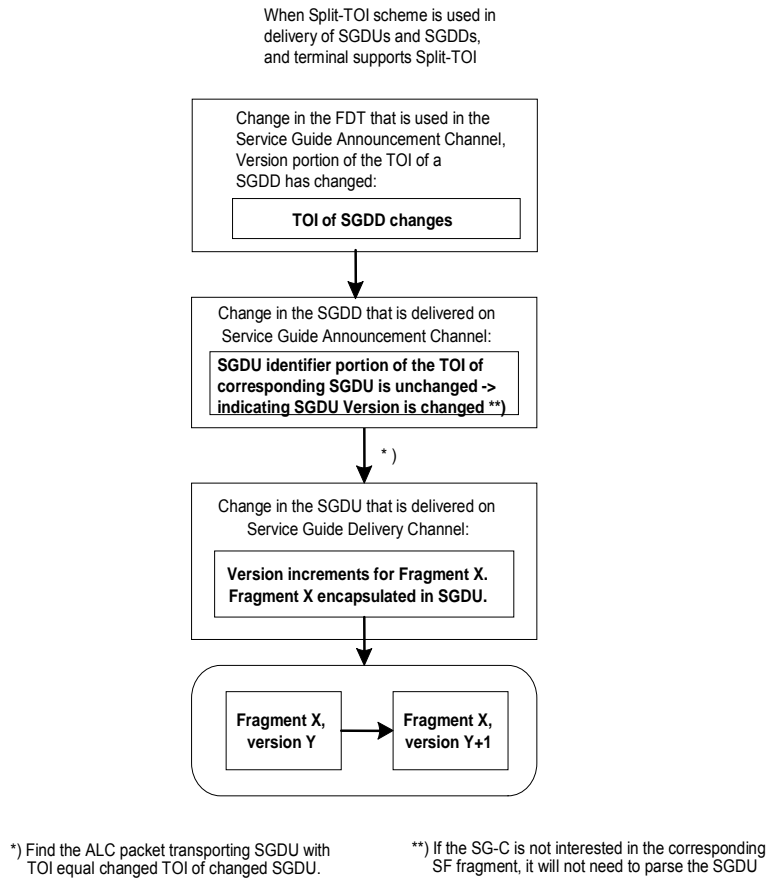 When Split-TOI scheme is used in
delivery of SGDUs and SGDDs,
and terminal supports Split-TOI
Change in the FDT that is used in the
Service Guide Announcement Channel,
Version portion of the TOI of a
SGDD has changed:
TOI of SGDD changes
Change in the SGDD that is delivered on
Service Guide Announcement Channel:
SGDU identifier portion of the TOI of
corresponding SGDU is unchanged ->
indicating SGDU Version is changed **)
* )
Change in the SGDU that is delivered on
Service Guide Delivery Channel:
Version increments for Fragment X.
Fragment X encapsulated in SGDU.
Fragment X,
version Y
Fragment X,
version Y+1
*) Find the ALC packet transporting SGDU with
TOI equal changed TOI of changed SGDU.
**) If the SG-C is not interested in the corresponding
SF fragment, it will not need to parse the SGDU